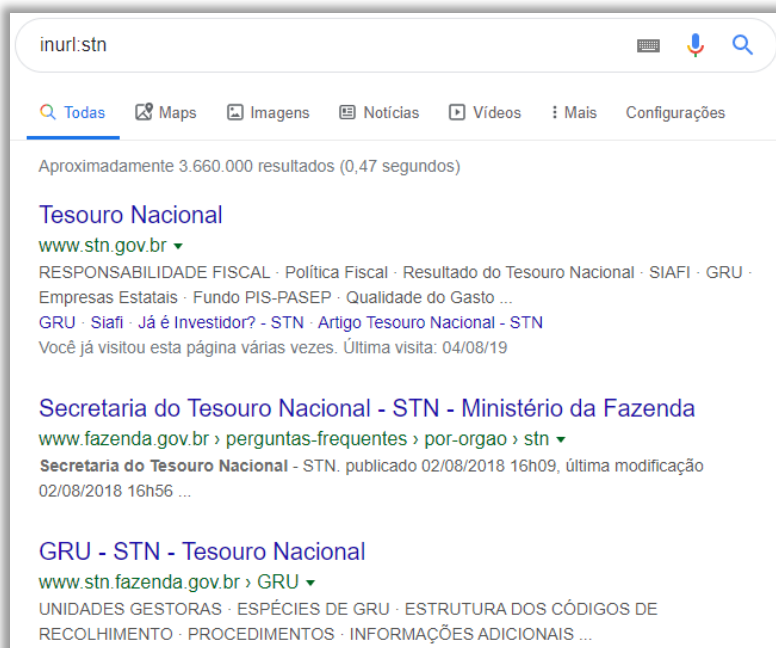 inurl:stn
Todas Maps Imagens Notícias Vídeos Mais Configurações
Aproximadamente 3.660.000 resultados (0,47 segundos)
Tesouro Nacional
www.stn.gov.br
RESPONSABILIDADE FISCAL · Política Fiscal · Resultado do Tesouro Nacional · SIAFI · GRU ·
Empresas Estatais · Fundo PIS-PASEP · Qualidade do Gasto ...
GRU · Siafi · Já é Investidor? - STN · Artigo Tesouro Nacional - STN
Você já visitou esta página várias vezes. Última visita: 04/08/19
Secretaria do Tesouro Nacional - STN - Ministério da Fazenda
www.fazenda.gov.br › perguntas-frequentes › por-orgao › stn
Secretaria do Tesouro Nacional - STN. publicado 02/08/2018 16h09, última modificação
02/08/2018 16h56 ...
GRU - STN - Tesouro Nacional
www.stn.fazenda.gov.br › GRU
UNIDADES GESTORAS · ESPÉCIES DE GRU · ESTRUTURA DOS CÓDIGOS DE
RECOLHIMENTO · PROCEDIMENTOS · INFORMAÇÕES ADICIONAIS ...